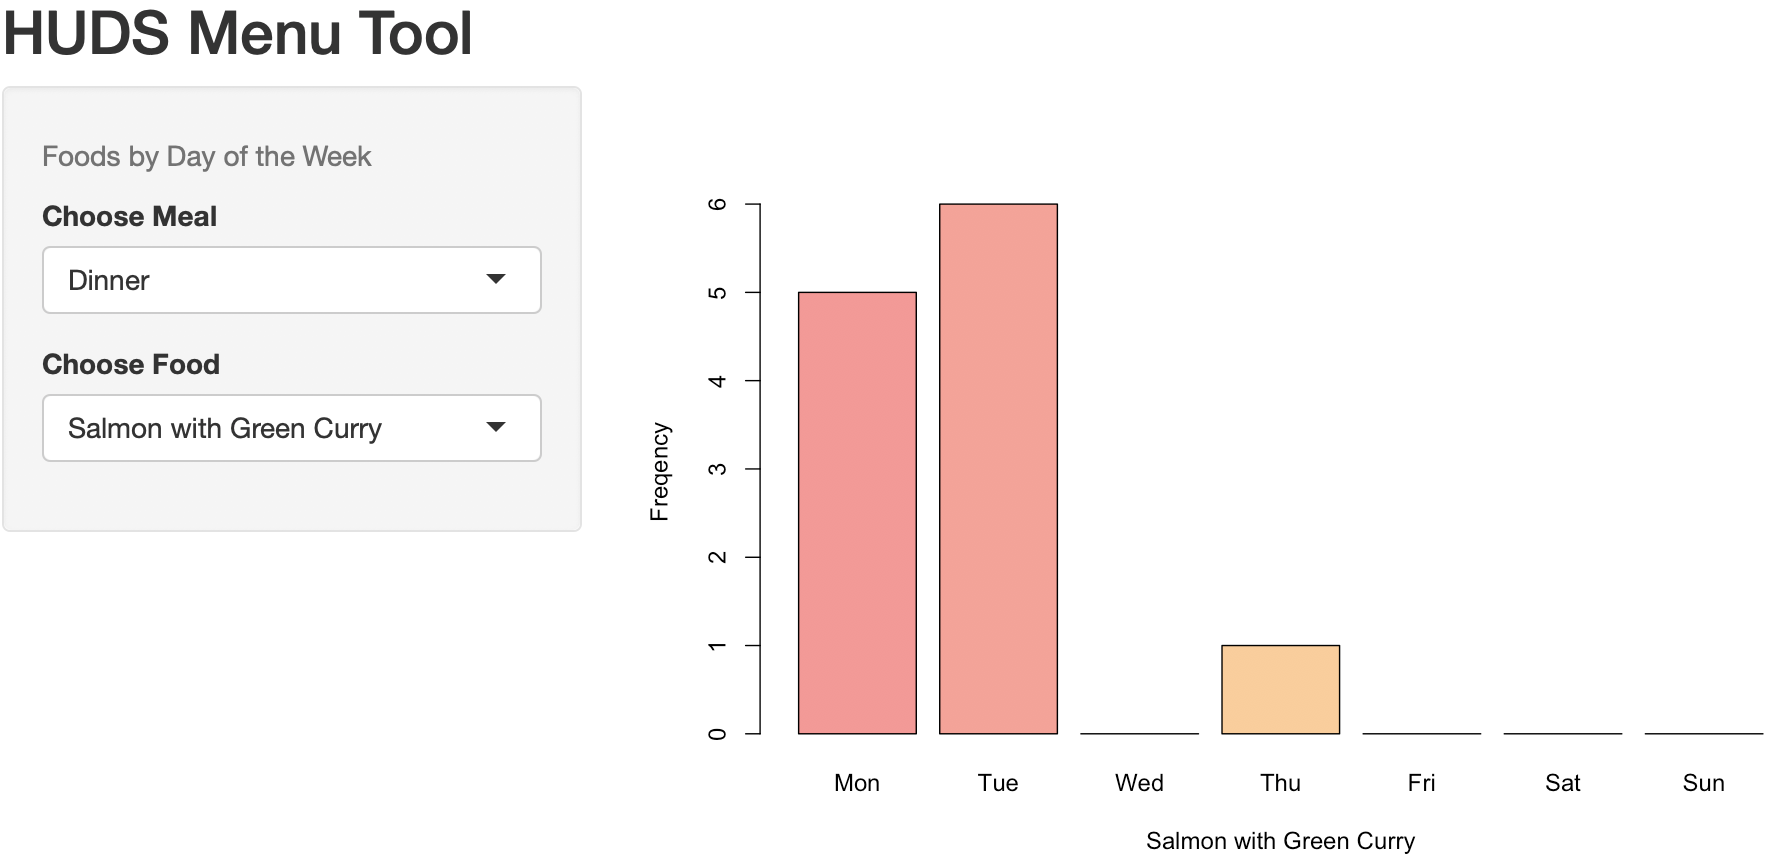 HUDS Menu Tool
Foods by Day of the Week
Choose Meal
Dinner
Choose Food
Salmon with Green Curry
Freqency
6
5
4
3
2
1
0
Mon Tue Wed Thu Fri Sat Sun
Salmon with Green Curry